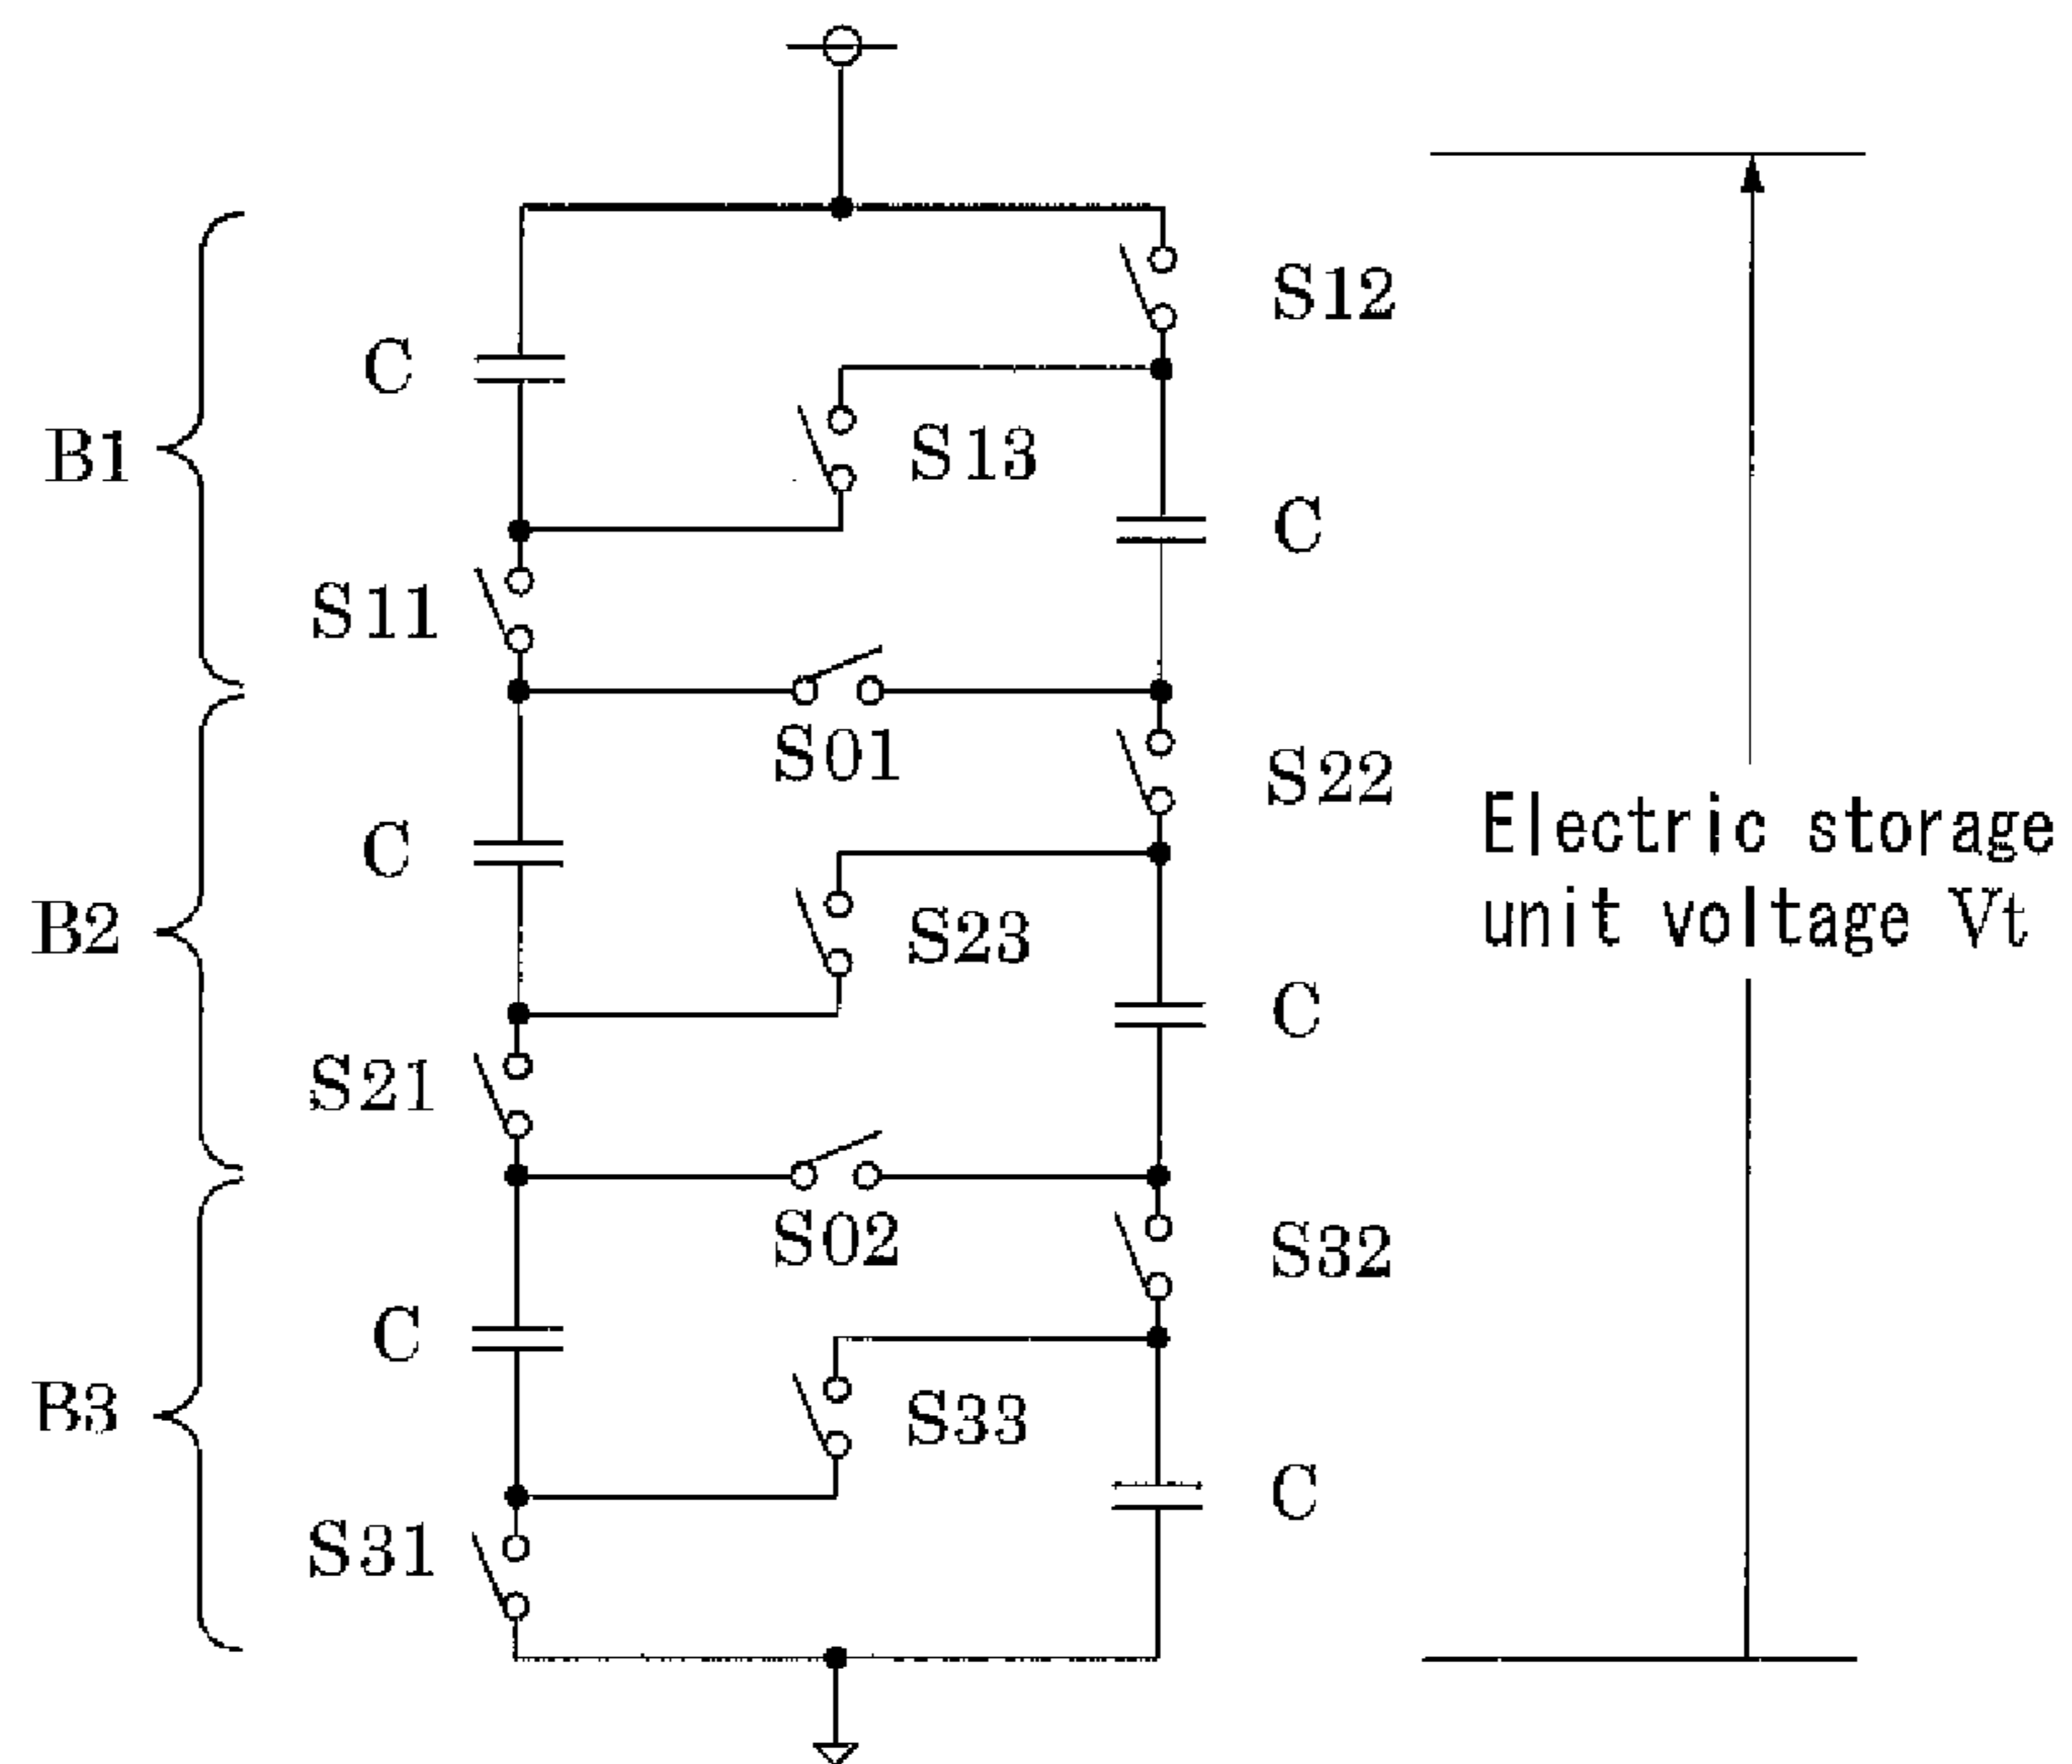 S12
C
S13
B1
C
S11
S01
S22
Electric storage
C
unit voltage Vt
B2
S23
C
S21
S02
S32
C
B3
S33
C
S31